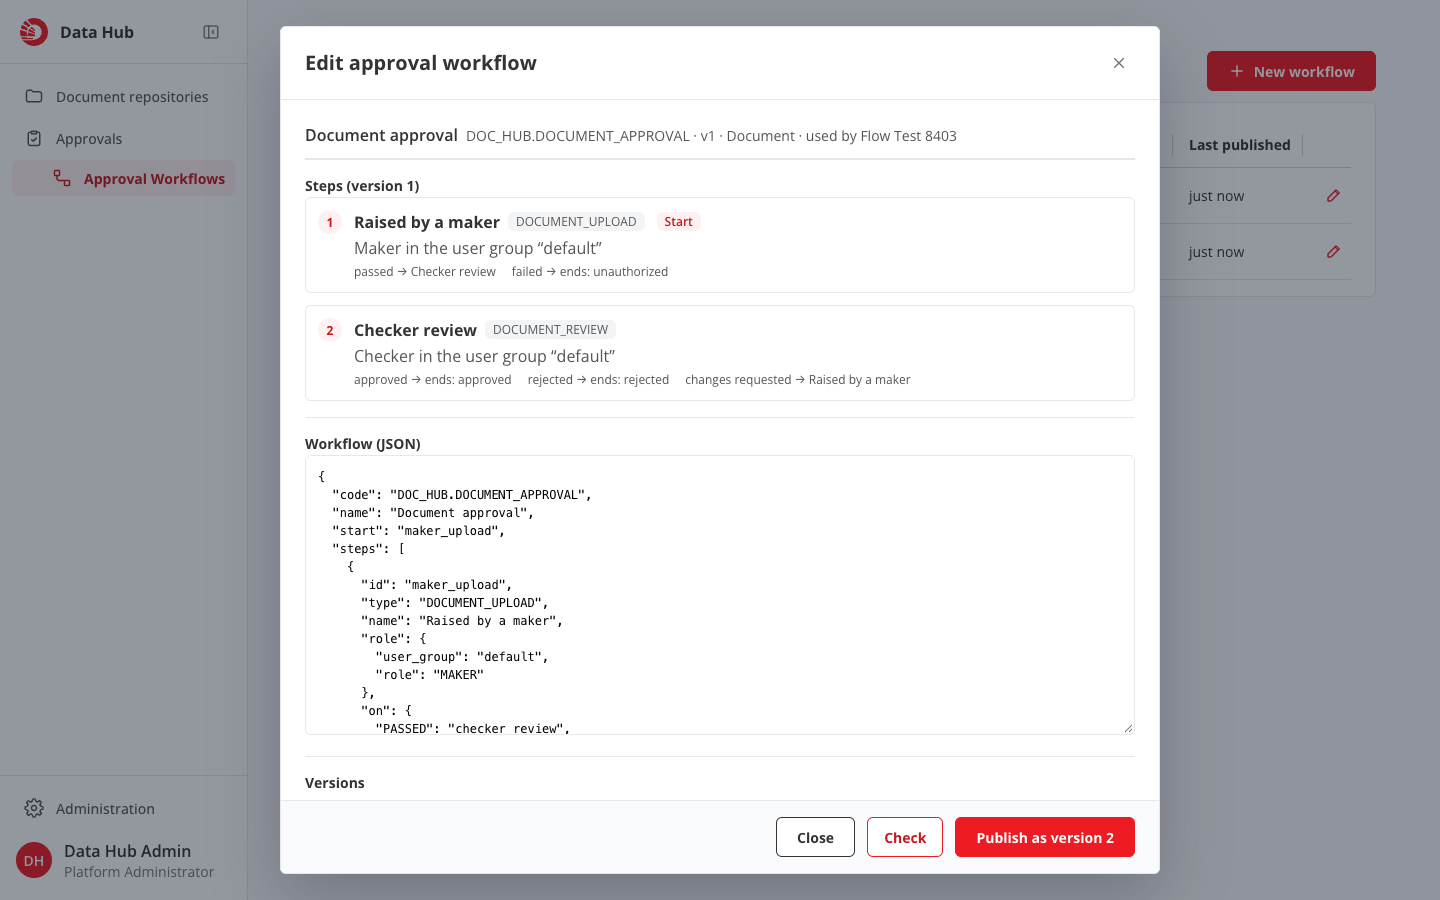 Data Hub
Document repositories
Approvals
Approval Workflows
Administration
DH
Data Hub Admin
Platform Administrator
New workflow
Last published
just now
just now
Edit approval workflow
Document approval DOC_HUB.DOCUMENT_APPROVAL · v1 · Document · used by Flow Test 8403
Steps (version 1)
1 Raised by a maker DOCUMENT_UPLOAD Start
Maker in the user group “default”
passed → Checker review failed → ends: unauthorized
2 Checker review DOCUMENT_REVIEW
Checker in the user group “default”
approved → ends: approved rejected → ends: rejected changes requested → Raised by a maker
Workflow (JSON)
{
"code": "DOC_HUB.DOCUMENT_APPROVAL",
"name": "Document approval",
"start": "maker_upload",
"steps": [
{
"id": "maker_upload",
"type": "DOCUMENT_UPLOAD",
"name": "Raised by a maker",
"role": {
"user_group": "default",
"role": "MAKER"
},
"on": {
"PASSED": "checker_review",
Versions
Close
Check
Publish as version 2